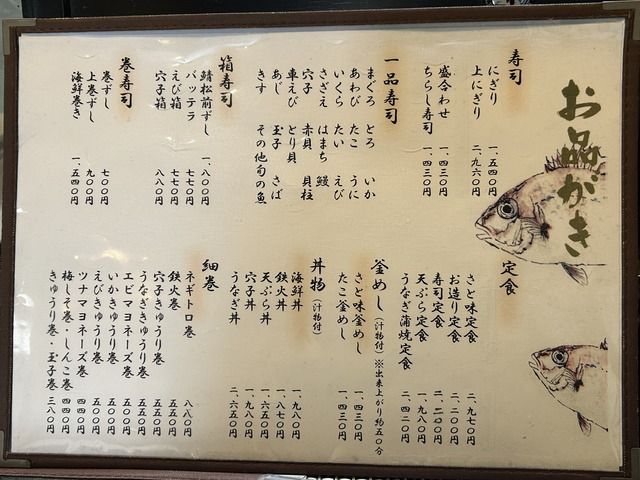 お品がき
寿司
にぎり 一、五四〇円
上にぎり 二、九六〇円
盛合わせ 一、四三〇円
ちらし寿司 一、四三〇円
一品寿司
まぐろ とろ いか
あわび たこ うに
いくら たい えび
さざえ はまち 鰻
穴子 赤貝 貝柱
車えび とり貝
あじ 玉子 さば
きす その他旬の魚
箱寿司
鯖松前ずし 一、八〇〇円
バッテラ 七七〇円
えび箱 七七〇円
穴子箱 八八〇円
巻寿司
巻ずし 七〇〇円
上巻ずし 九〇〇円
海鮮巻き 一、五四〇円
定食
さと味定食 二、九七〇円
お造り定食 二、二〇〇円
寿司定食 二、二〇〇円
天ぷら定食 一、九八〇円
うなぎ蒲焼定食 二、四二〇円
釜めし（汁物付）※出来上がり約五〇分
さと味釜めし 一、四三〇円
たこ釜めし 一、四三〇円
丼物（汁物付）
海鮮丼 一、九八〇円
鉄火丼 一、八七〇円
天ぷら丼 一、六五〇円
穴子丼 一、九八〇円
うなぎ丼 二、六五〇円
細巻
ネギトロ巻 八八〇円
鉄火巻 五五〇円
穴子きゅうり巻 五五〇円
うなぎきゅうり巻 五五〇円
エビマヨネーズ巻 五〇〇円
いかきゅうり巻 五〇〇円
えびきゅうり巻 五〇〇円
ツナマヨネーズ巻 四四〇円
梅しそ巻・しんこ巻 四四〇円
きゅうり巻・玉子巻 三八〇円